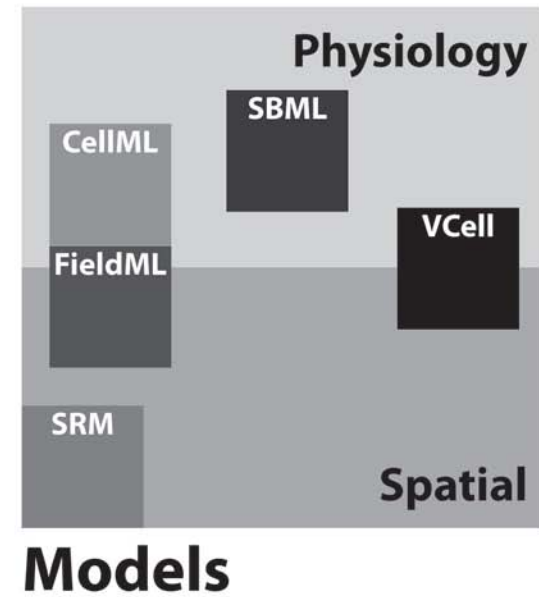 Physiology
SBML
CellML
VCell
FieldML
SRM
Spatial
Models